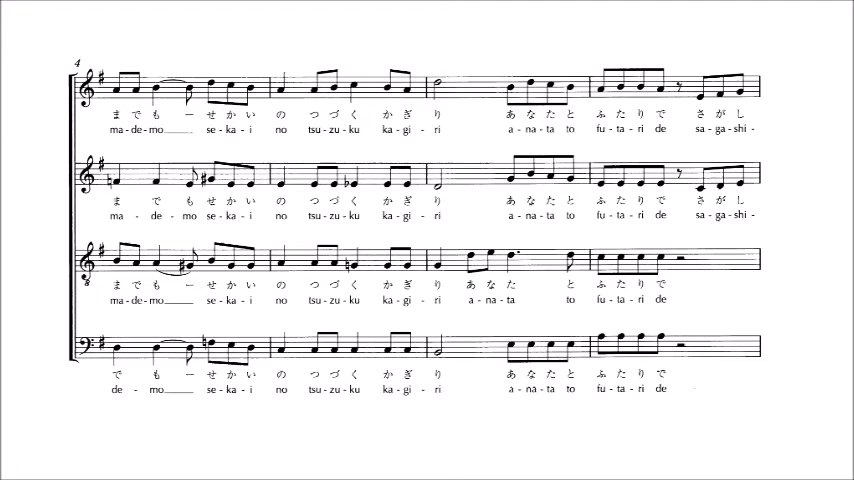 4
までもーせかいの つづく かぎり あなたと ふたりで さがし
ma-de-mo____ se-ka-i no tsu-zu-ku ka-gi-ri a-na-ta to fu-ta-ri de sa-ga-shi-
まで もせかいの つづく かぎり あなたと ふたりで さがし
ma-de-mo se-ka-i no tsu-zu-ku ka-gi-ri a-na-ta to fu-ta-ri de sa-ga-shi-
までもーせかいの つづく かぎり あなた と ふたりで
ma-de-mo____ se-ka-i no tsu-zu-ku ka-gi-ri a-na-ta to fu-ta-ri de
8
でもーせかいの つづく かぎり あなたと ふたりで
de-mo____ se-ka-i no tsu-zu-ku ka-gi-ri a-na-ta to fu-ta-ri de